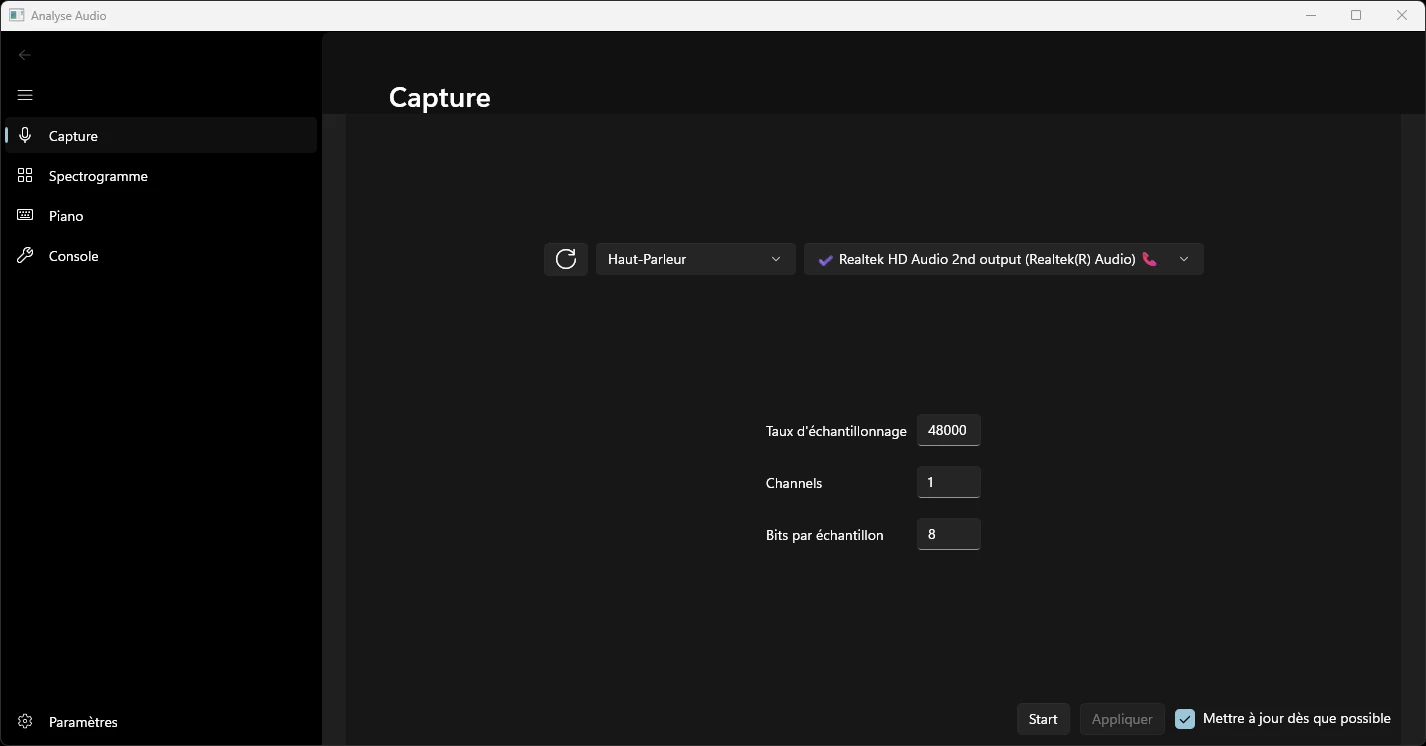 Analyse Audio
Capture
Capture
Spectrogramme
Piano
Console
Haut-Parleur
Realtek HD Audio 2nd output (Realtek(R) Audio)
Taux d'échantillonnage 48000
Channels 1
Bits par échantillon 8
Paramètres
Start Appliquer Mettre à jour dès que possible